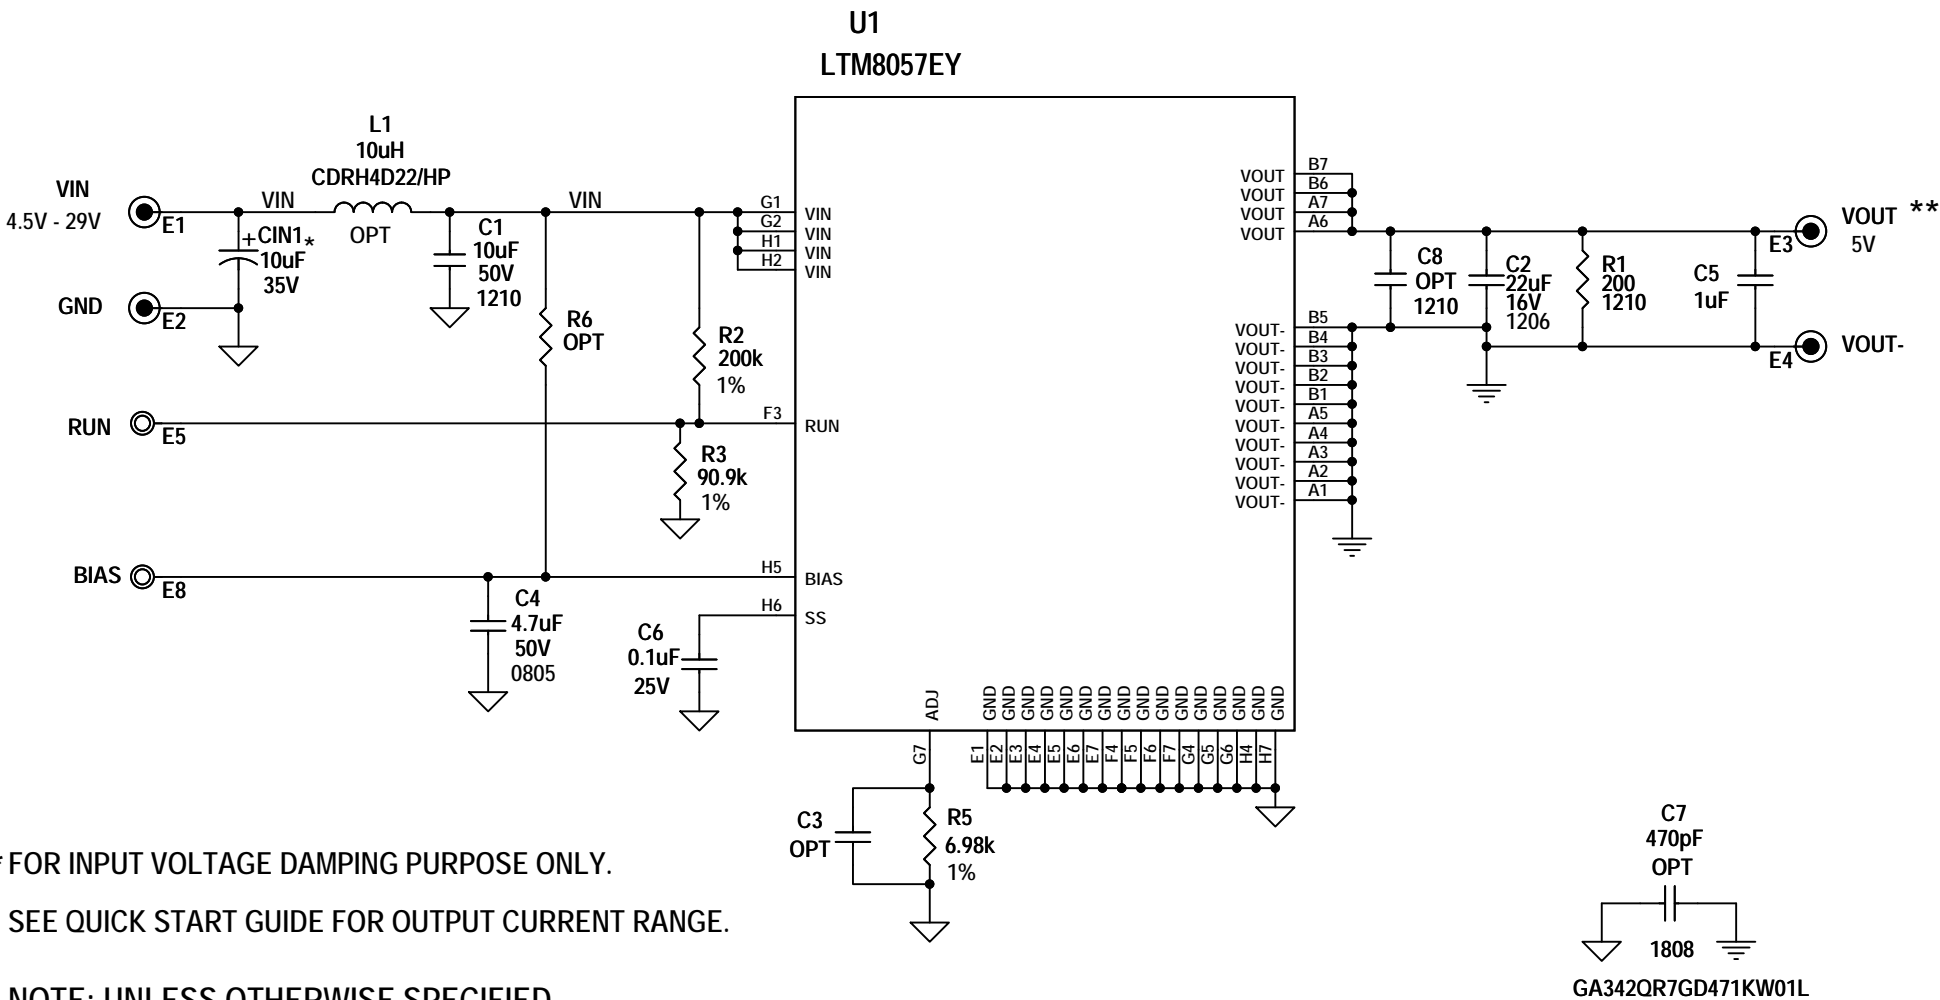 U1
LTM8057EY
L1
10uH
CDRH4D22/HP
OPT
VIN
4.5V - 29V
E1
VIN
VIN
+
CIN1
*
10uF
35V
GND
E2
C1
10uF
50V
1210
R6
OPT
R2
200k
1%
RUN
E5
R3
90.9k
1%
BIAS
E8
C4
4.7uF
50V
0805
C6
0.1uF
25V
G1
VIN
G2
VIN
H1
VIN
H2
VIN
F3
RUN
H5
BIAS
H6
SS
VOUT
B7
VOUT
B6
VOUT
A7
VOUT
A6
VOUT-
B5
VOUT-
B4
VOUT-
B3
VOUT-
B2
VOUT-
B1
VOUT-
A5
VOUT-
A4
VOUT-
A3
VOUT-
A2
VOUT-
A1
C8
OPT
1210
C2
22uF
16V
1206
R1
200
1210
C5
1uF
E3
VOUT **
5V
E4
VOUT-
ADJ
G7
GND
E1
GND
E2
GND
E3
GND
E4
GND
E5
GND
E6
GND
E7
GND
F4
GND
F5
GND
F6
GND
F7
GND
G4
GND
G5
GND
G6
GND
H4
GND
H7
C3
OPT
R5
6.98k
1%
C7
470pF
OPT
1808
GA342QR7GD471KW01L
* FOR INPUT VOLTAGE DAMPING PURPOSE ONLY.
SEE QUICK START GUIDE FOR OUTPUT CURRENT RANGE.
NOTE: UNLESS OTHERWISE SPECIFIED